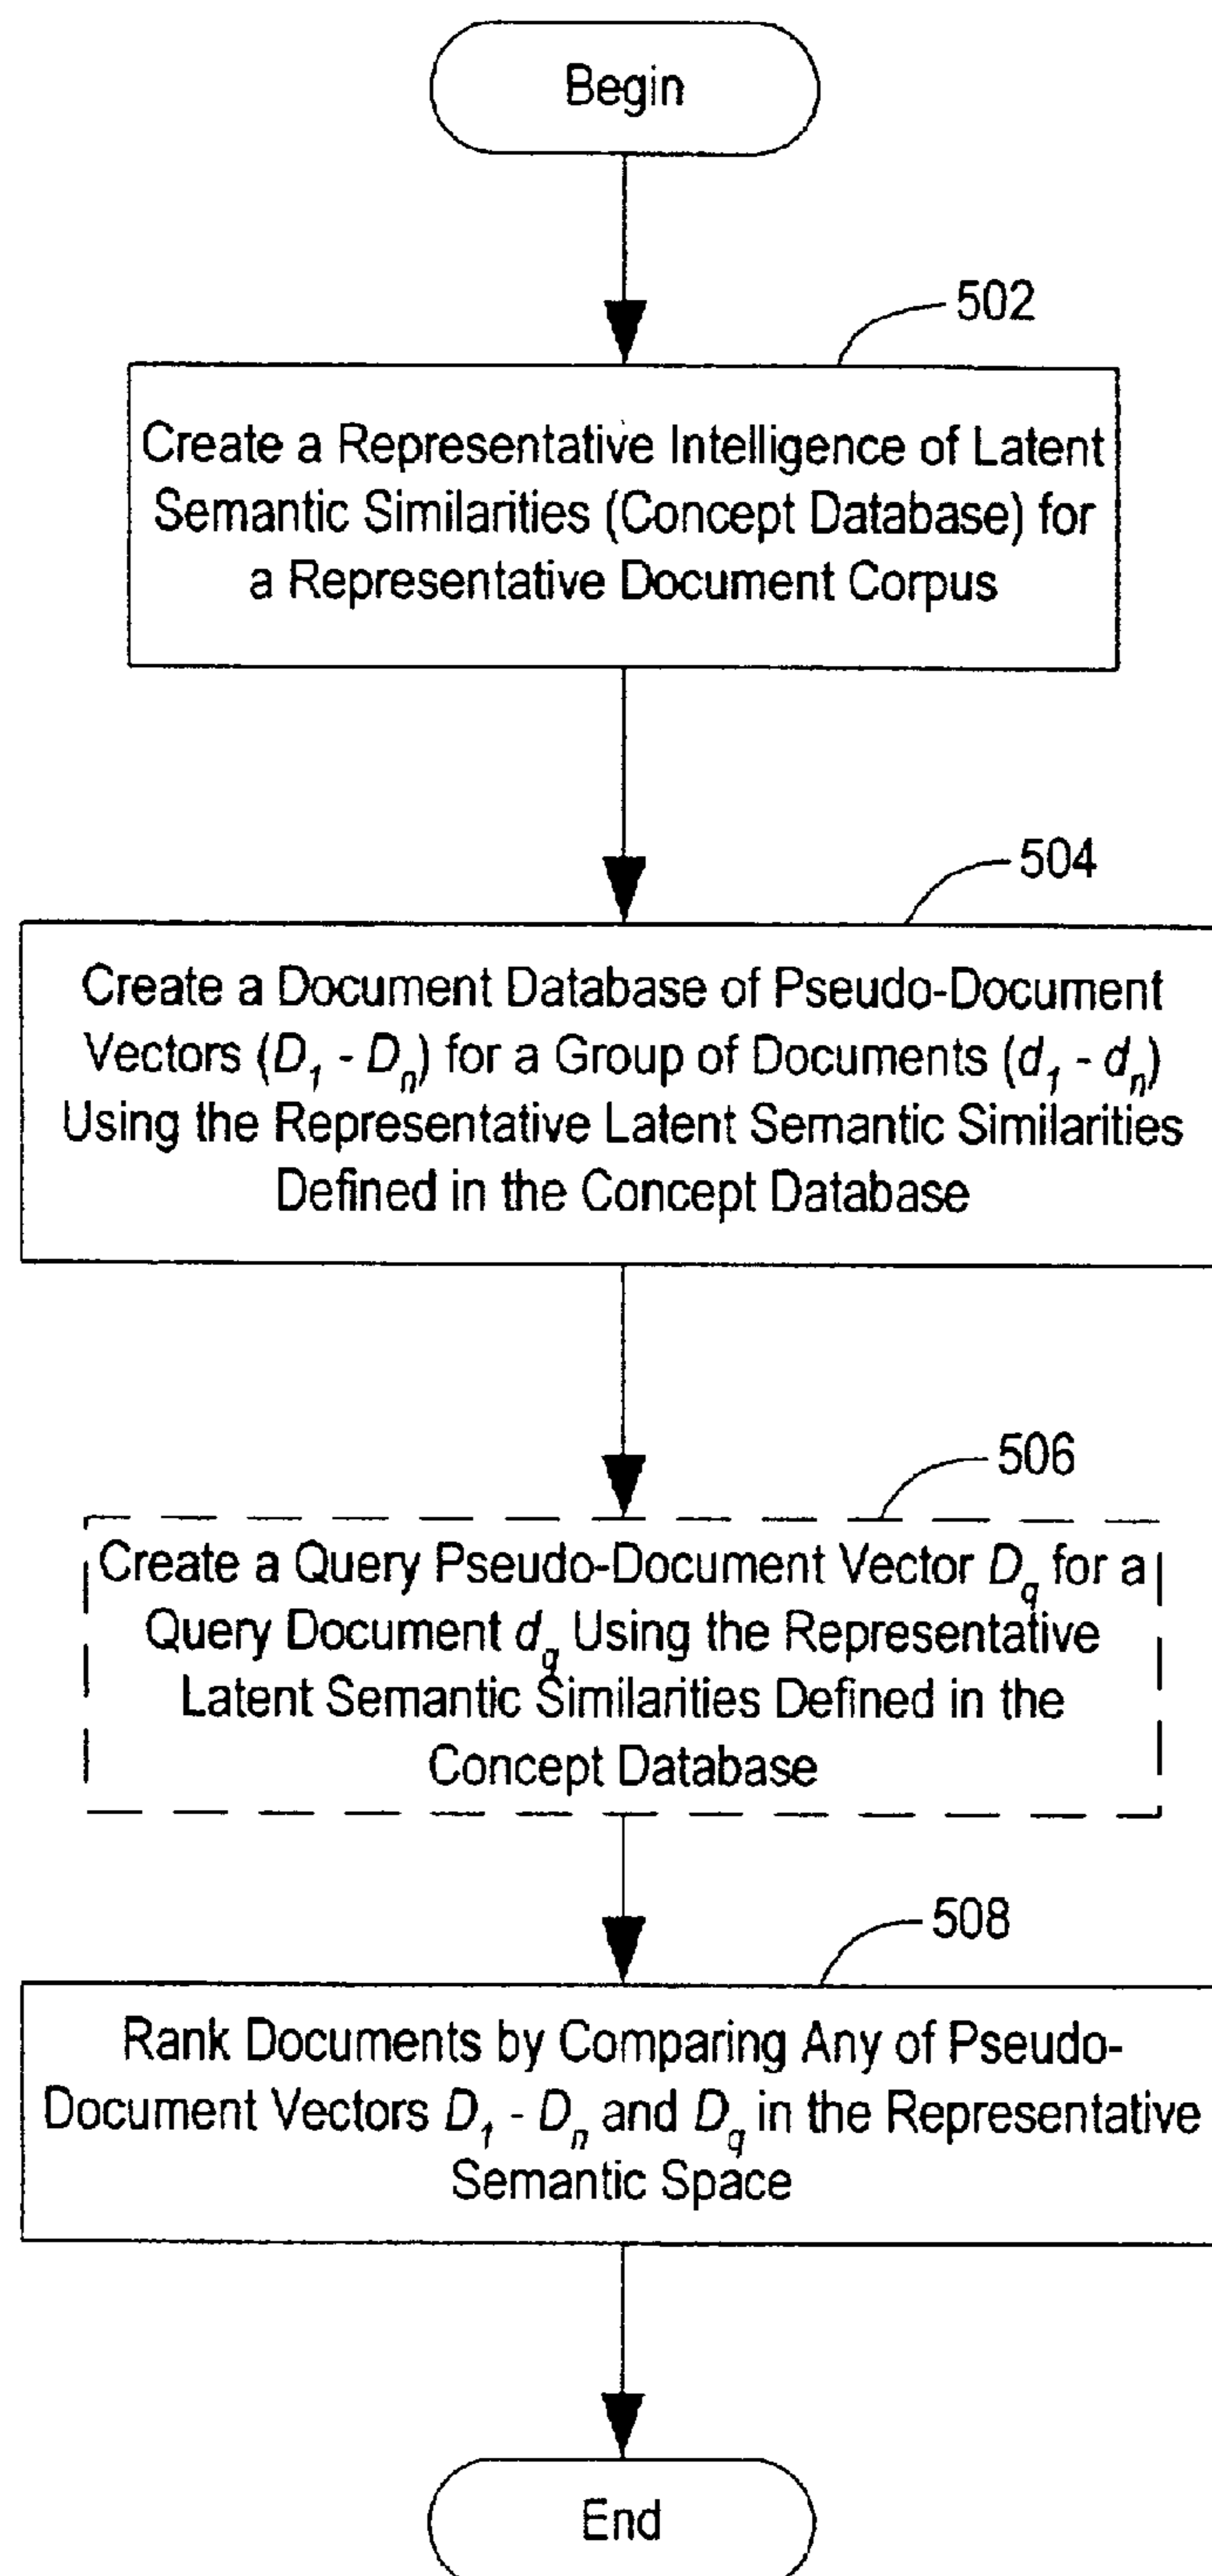 Begin
502
Create a Representative Intelligence of Latent
Semantic Similarities (Concept Database) for
a Representative Document Corpus
504
Create a Document Database of Pseudo-Document
Vectors (D₁ - Dₙ) for a Group of Documents (d₁ - dₙ)
Using the Representative Latent Semantic Similarities
Defined in the Concept Database
506
Create a Query Pseudo-Document Vector D_q for a
Query Document d_q Using the Representative
Latent Semantic Similarities Defined in the
Concept Database
508
Rank Documents by Comparing Any of Pseudo-
Document Vectors D₁ - Dₙ and D_q in the Representative
Semantic Space
End